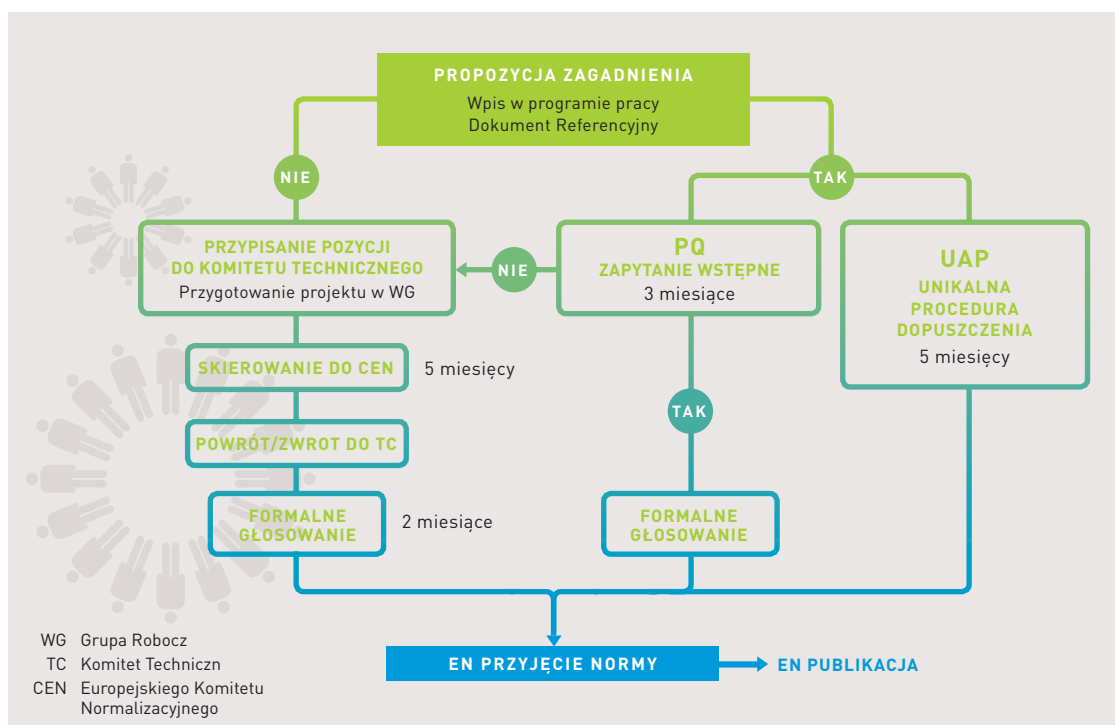 PROPOZYCJA ZAGADNIENIA
Wpis w programie pracy
Dokument Referencyjny
NIE
TAK
PRZYPISANIE POZYCJI
DO KOMITETU TECHNICZNEGO
Przygotowanie projektu w WG
NIE
PQ
ZAPYTANIE WSTĘPNE
3 miesiące
UAP
UNIKALNA
PROCEDURA
DOPUSZCZENIA
5 miesięcy
SKIEROWANIE DO CEN
5 miesięcy
TAK
POWRÓT/ZWROT DO TC
FORMALNE
GŁOSOWANIE
2 miesiące
FORMALNE
GŁOSOWANIE
WG Grupa Robocz
TC Komitet Techniczn
CEN Europejskiego Komitetu
Normalizacyjnego
EN PRZYJĘCIE NORMY
EN PUBLIKACJA